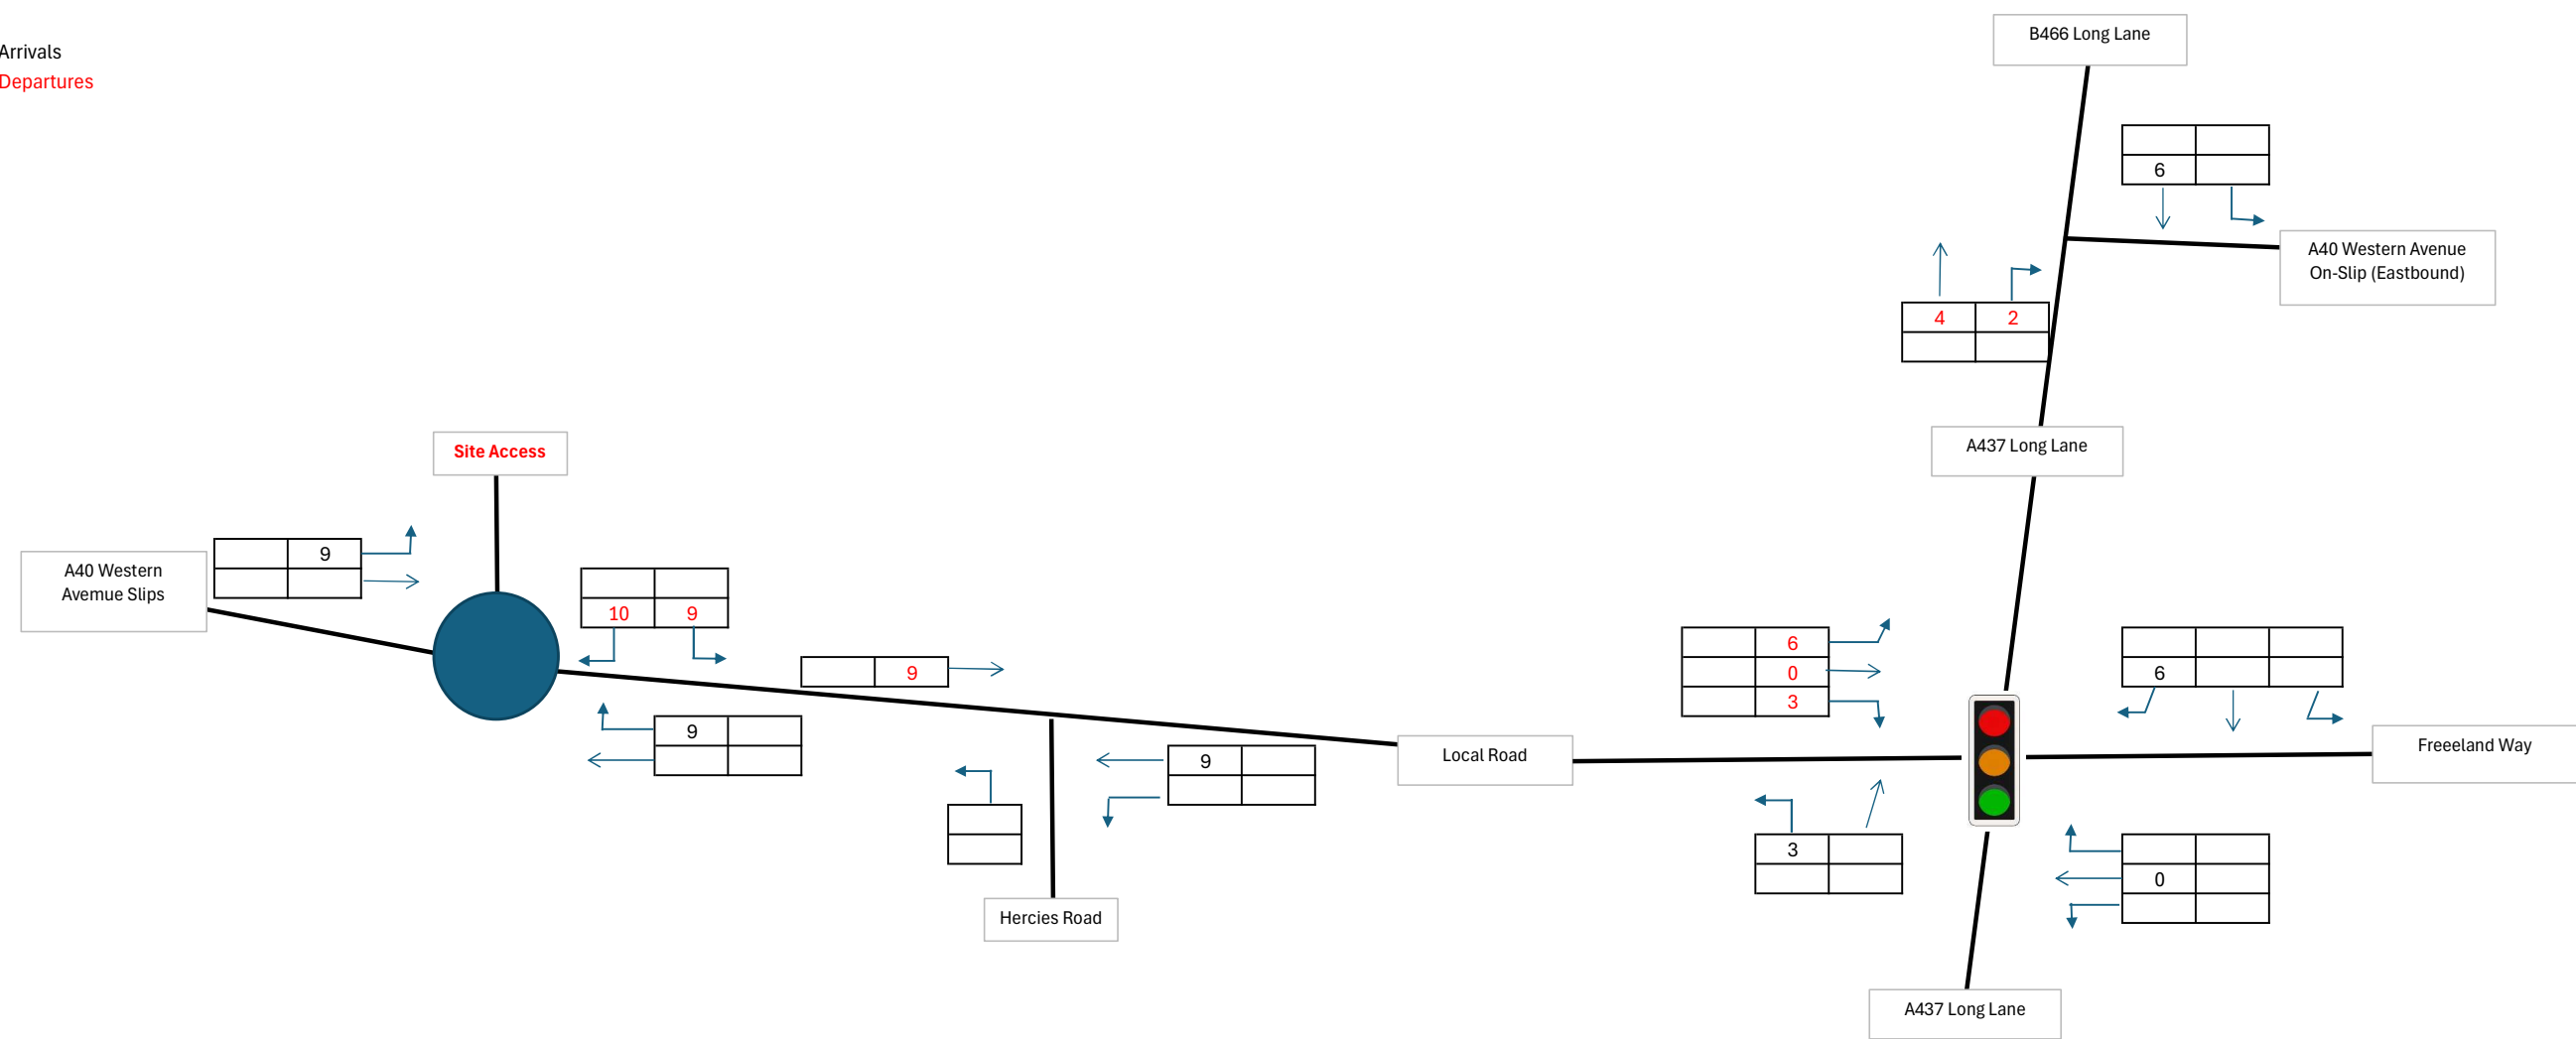 Arrivals
Departures
B466 Long Lane
6
A40 Western Avenue
On-Slip (Eastbound)
4 2
A437 Long Lane
Site Access
9
A40 Western
Avemue Slips
10 9
9
9
6
0
3
6
9
Local Road
Freeeland Way
3
0
Hercies Road
A437 Long Lane